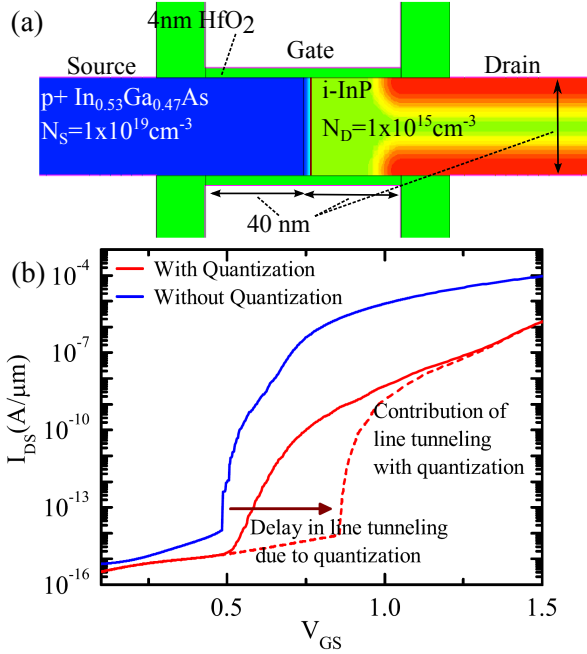 (a)
4nm HfO2
Gate
Source
Drain
p+ In0.53Ga0.47As
NS=1x10^19cm^-3
i-InP
ND=1x10^15cm^-3
40 nm
(b)
With Quantization
Without Quantization
10^-4
10^-7
10^-10
10^-13
10^-16
IDS(A/μm)
Contribution of
line tunneling
with quantization
Delay in line tunneling
due to quantization
0.5
1.0
1.5
VGS